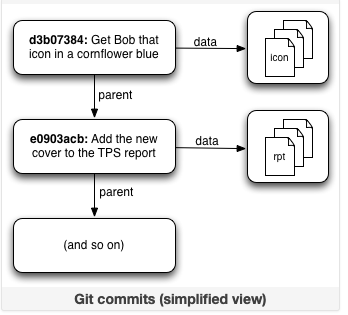 d3b07384: Get Bob that
icon in a cornflower blue
data
icon
parent
e0903acb: Add the new
cover to the TPS report
data
rpt
parent
(and so on)
Git commits (simplified view)